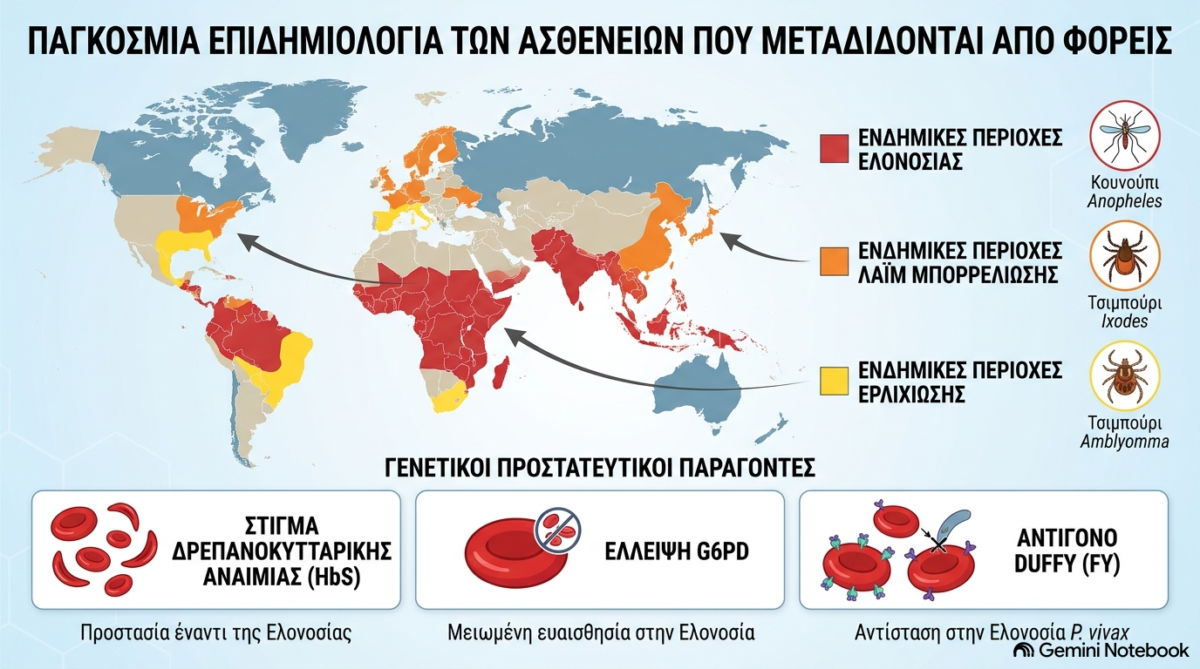 ΠΑΓΚΟΣΜΙΑ ΕΠΙΔΗΜΙΟΛΟΓΙΑ ΤΩΝ ΑΣΘΕΝΕΙΩΝ ΠΟΥ ΜΕΤΑΔΙΔΟΝΤΑΙ ΑΠΟ ΦΟΡΕΙΣ
ΕΝΔΗΜΙΚΕΣ ΠΕΡΙΟΧΕΣ
ΕΛΟΝΟΣΙΑΣ
Κουνούπι
Anopheles
ΕΝΔΗΜΙΚΕΣ ΠΕΡΙΟΧΕΣ
ΛΑΪΜ ΜΠΟΡΡΕΛΙΩΣΗΣ
Τσιμπούρι
Ixodes
ΕΝΔΗΜΙΚΕΣ ΠΕΡΙΟΧΕΣ
ΕΡΛΙΧΙΩΣΗΣ
Τσιμπούρι
Amblyomma
ΓΕΝΕΤΙΚΟΙ ΠΡΟΣΤΑΤΕΥΤΙΚΟΙ ΠΑΡΑΓΟΝΤΕΣ
ΣΤΙΓΜΑ
ΔΡΕΠΑΝΟΚΥΤΤΑΡΙΚΗΣ
ΑΝΑΙΜΙΑΣ (HbS)
Προστασία έναντι της Ελονοσίας
ΕΛΛΕΙΨΗ G6PD
Μειωμένη ευαισθησία στην Ελονοσία
ΑΝΤΙΓΟΝΟ
DUFFY (FY)
Αντίσταση στην Ελονοσία P. vivax
Gemini Notebook